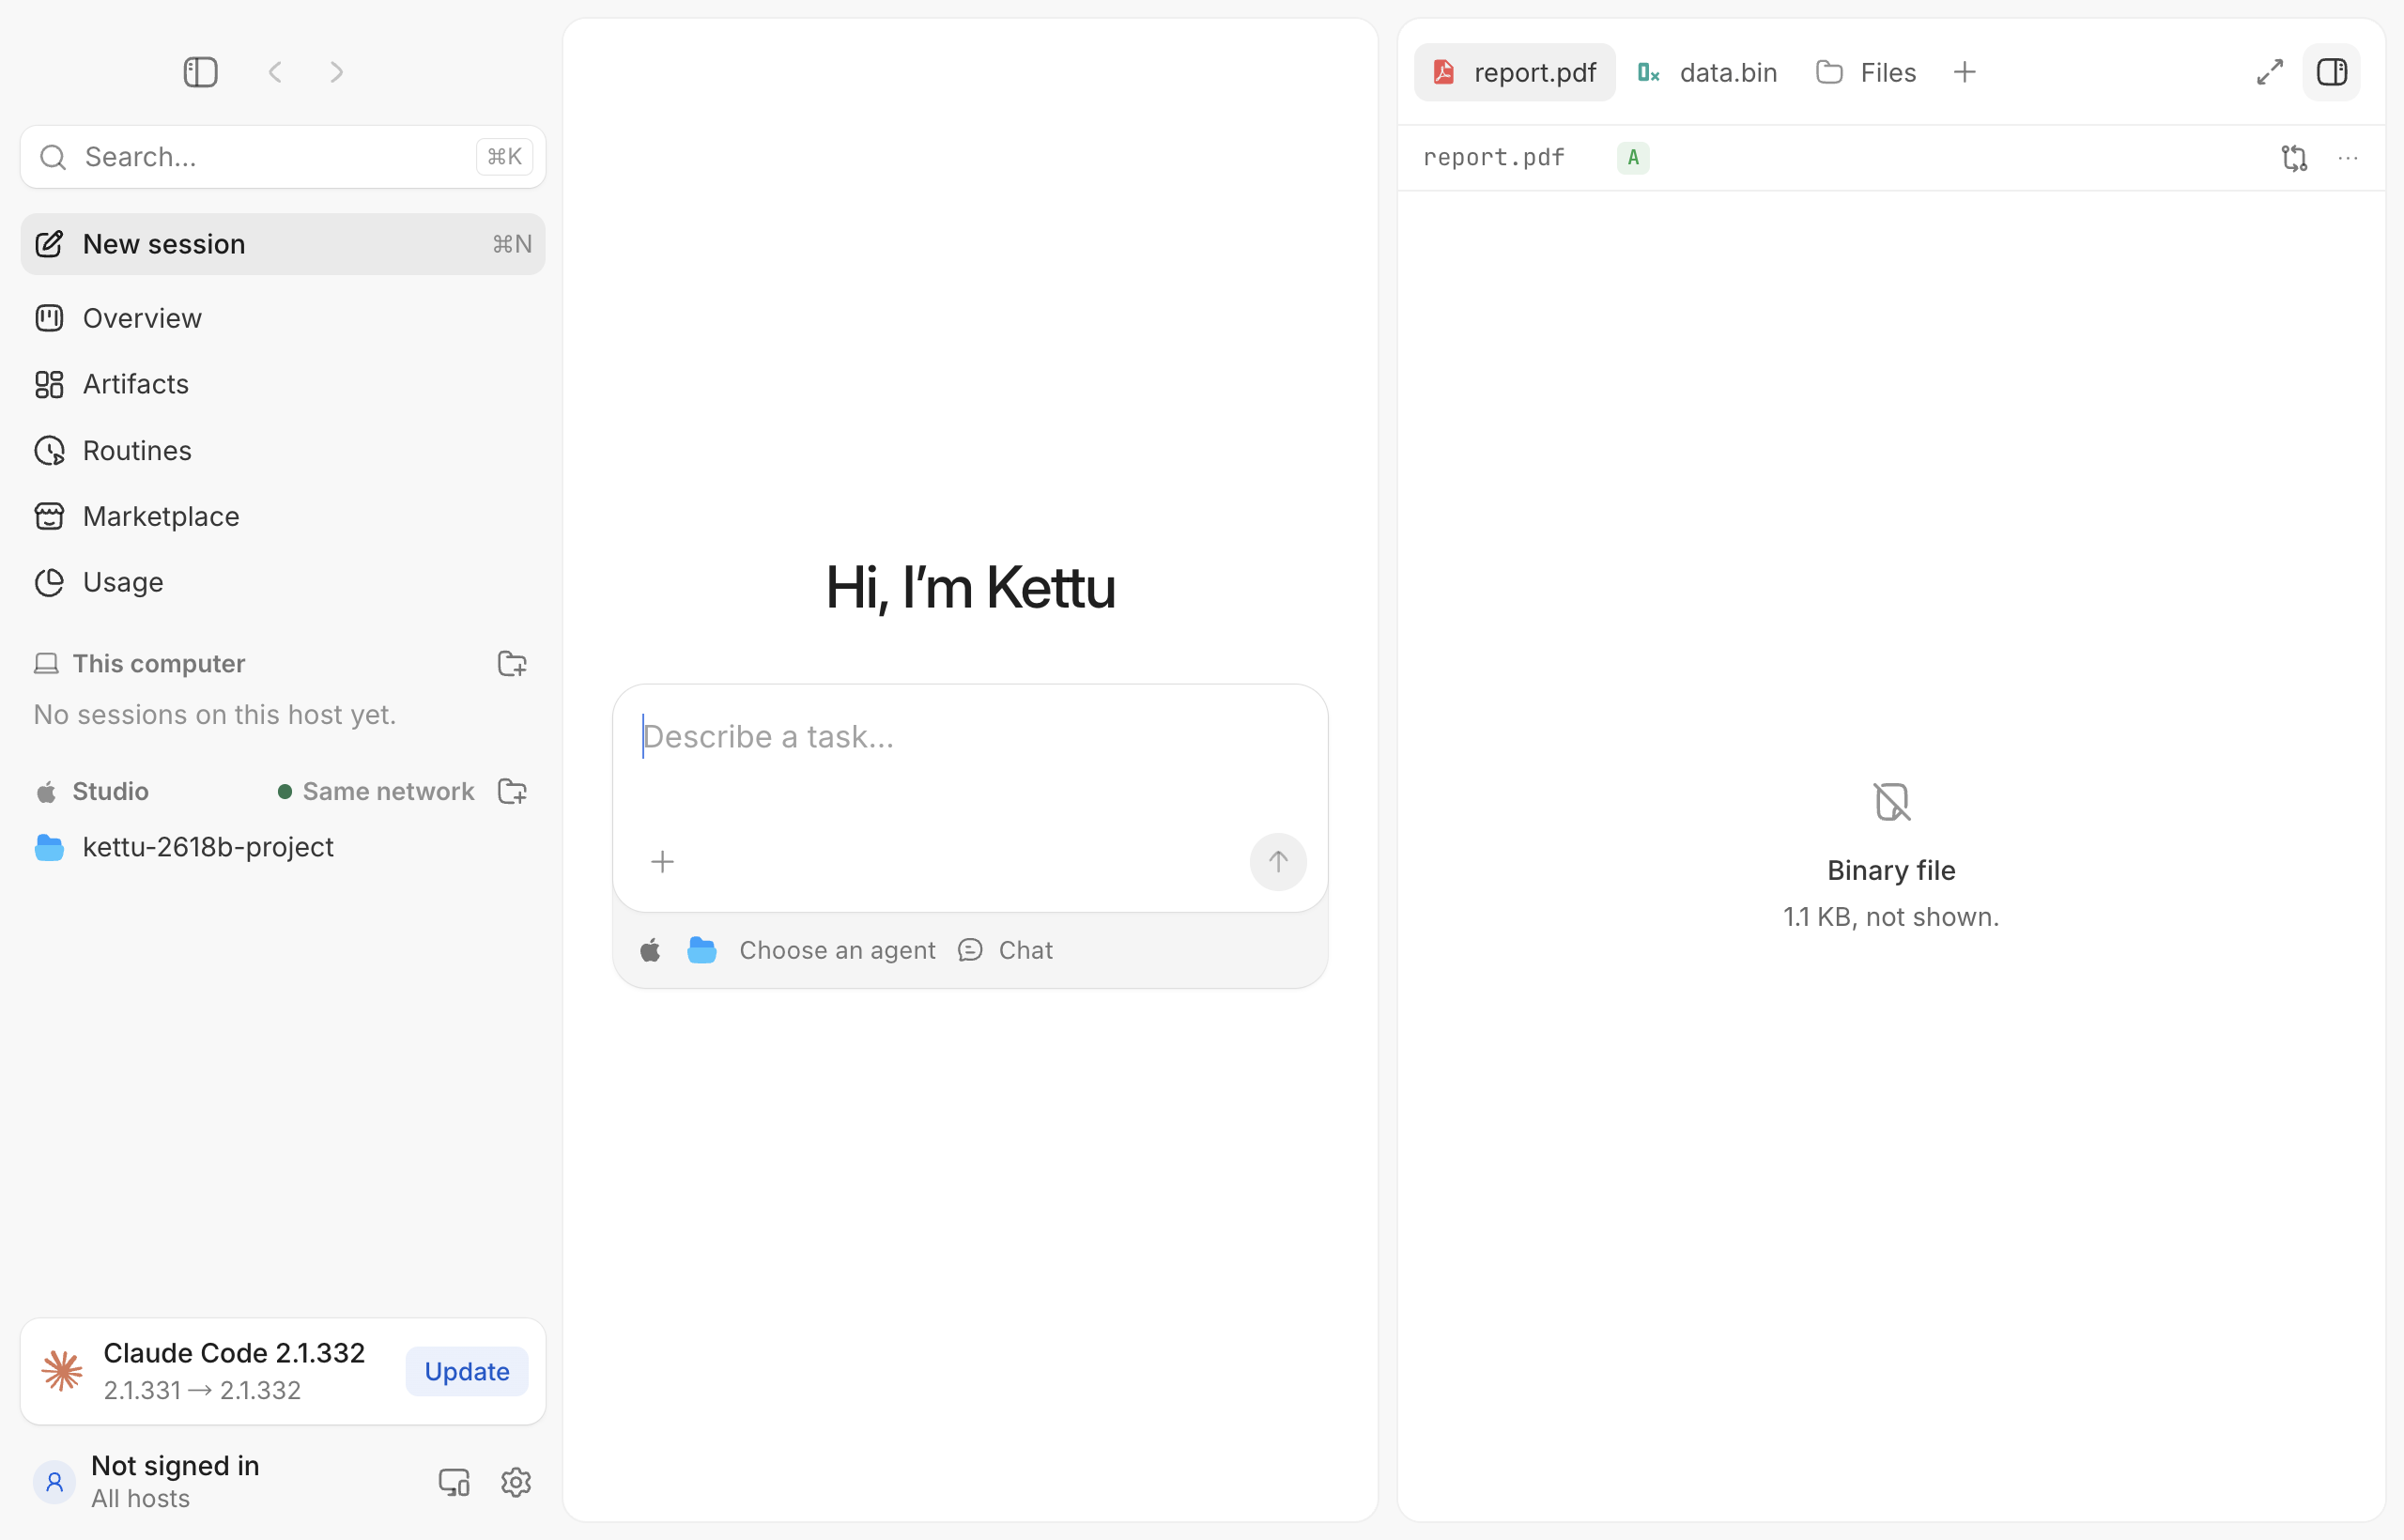 Search...
⌘K
New session
⌘N
Overview
Artifacts
Routines
Marketplace
Usage
This computer
No sessions on this host yet.
Studio
Same network
kettu-2618b-project
Claude Code 2.1.332
2.1.331 → 2.1.332
Update
Not signed in
All hosts
Hi, I’m Kettu
Describe a task...
Choose an agent
Chat
report.pdf
data.bin
Files
report.pdf
A
Binary file
1.1 KB, not shown.